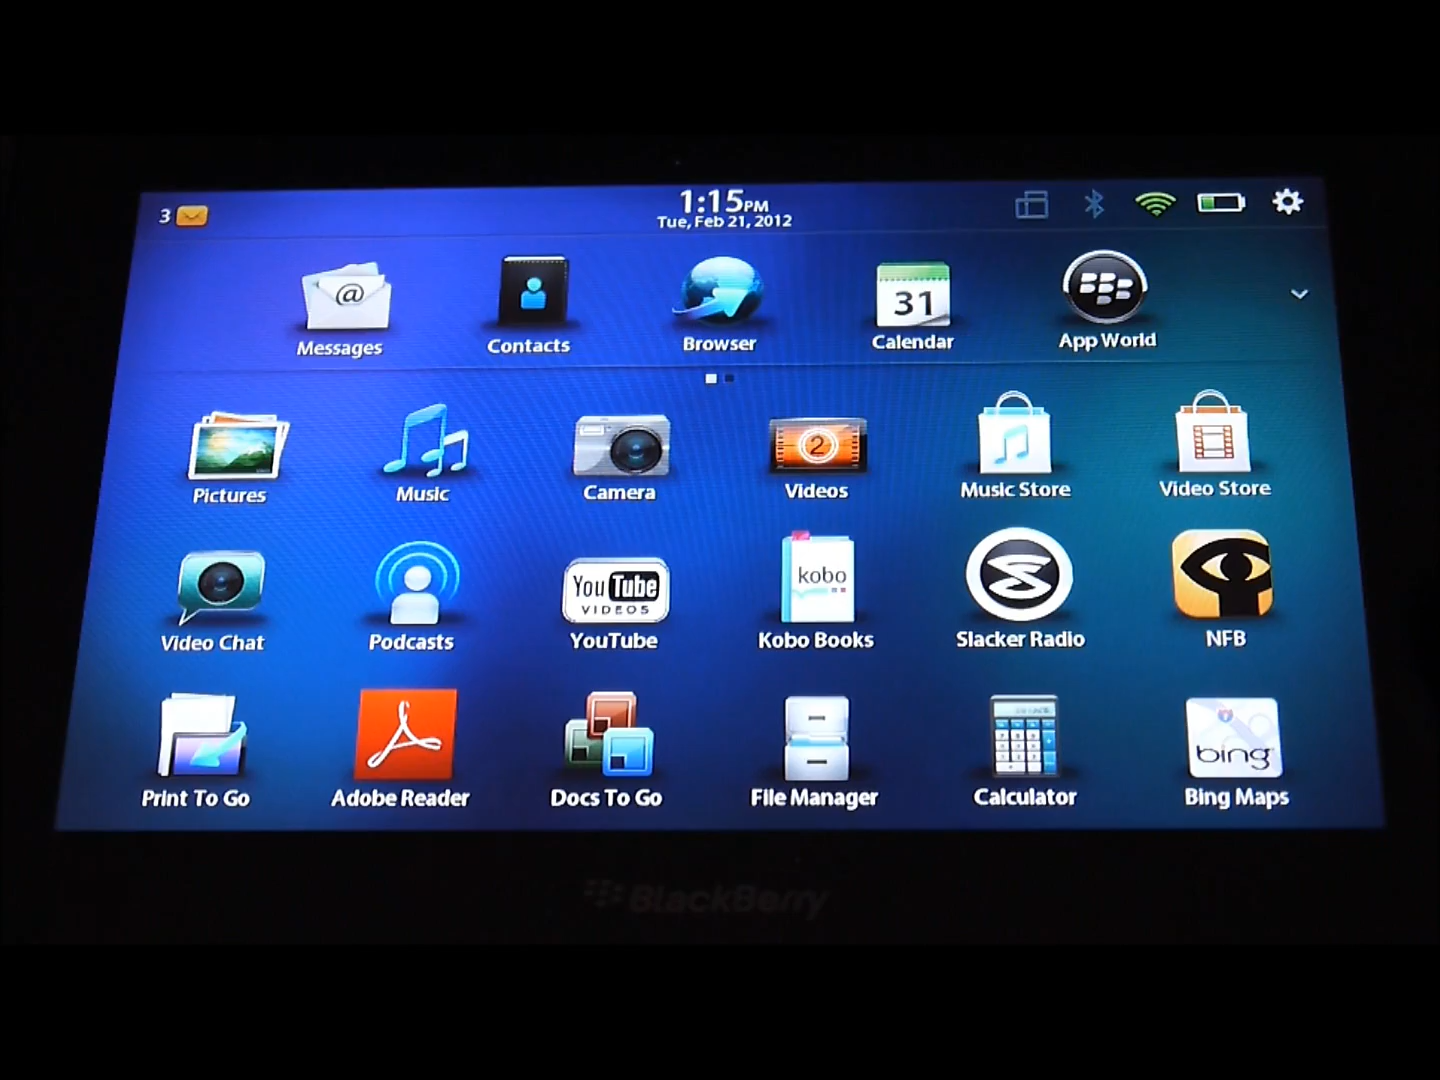 3
1:15PM
Tue, Feb 21, 2012
@
31
Messages
Contacts
Browser
Calendar
App World
2
Pictures
Music
Camera
Videos
Music Store
Video Store
You Tube
VIDEOS
kobo
Video Chat
Podcasts
YouTube
Kobo Books
Slacker Radio
NFB
bing
Print To Go
Adobe Reader
Docs To Go
File Manager
Calculator
Bing Maps
BlackBerry